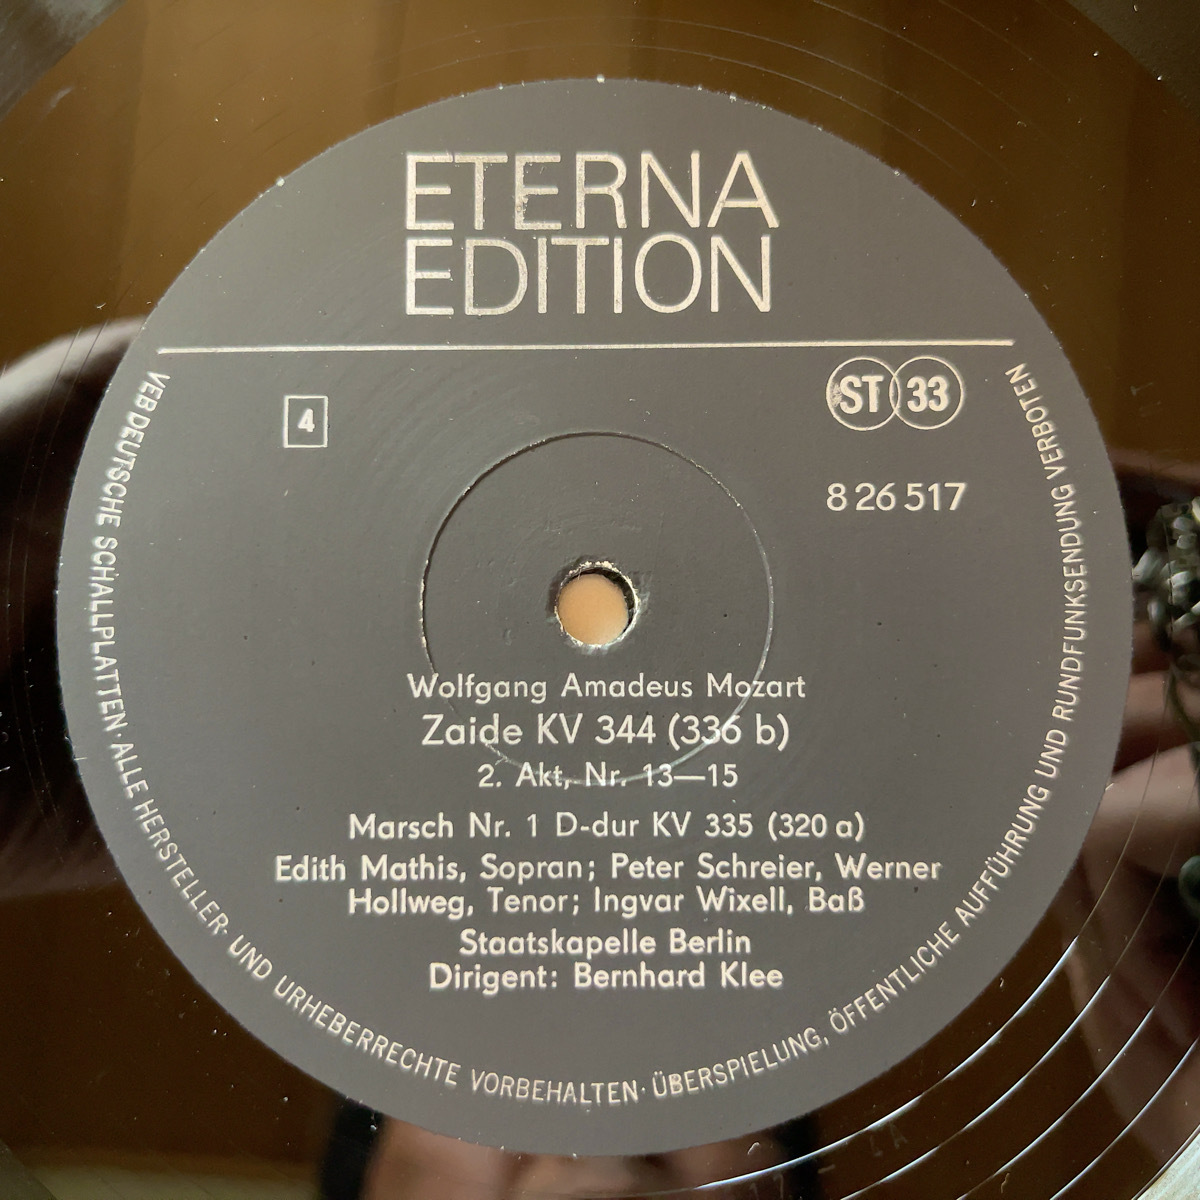 ETERNA
EDITION
4
ST 33
8 26 517
Wolfgang Amadeus Mozart
Zaide KV 344 (336 b)
2. Akt, Nr. 13—15
Marsch Nr. 1 D-dur KV 335 (320 a)
Edith Mathis, Sopran; Peter Schreier, Werner
Hollweg, Tenor; Ingvar Wixell, Baß
Staatskapelle Berlin
Dirigent: Bernhard Klee
VEB DEUTSCHE SCHALLPLATTEN · ALLE HERSTELLER- UND URHEBERRECHTE VORBEHALTEN · ÜBERSPIELUNG, ÖFFENTLICHE AUFFÜHRUNG UND RUNDFUNKSENDUNG VERBOTEN